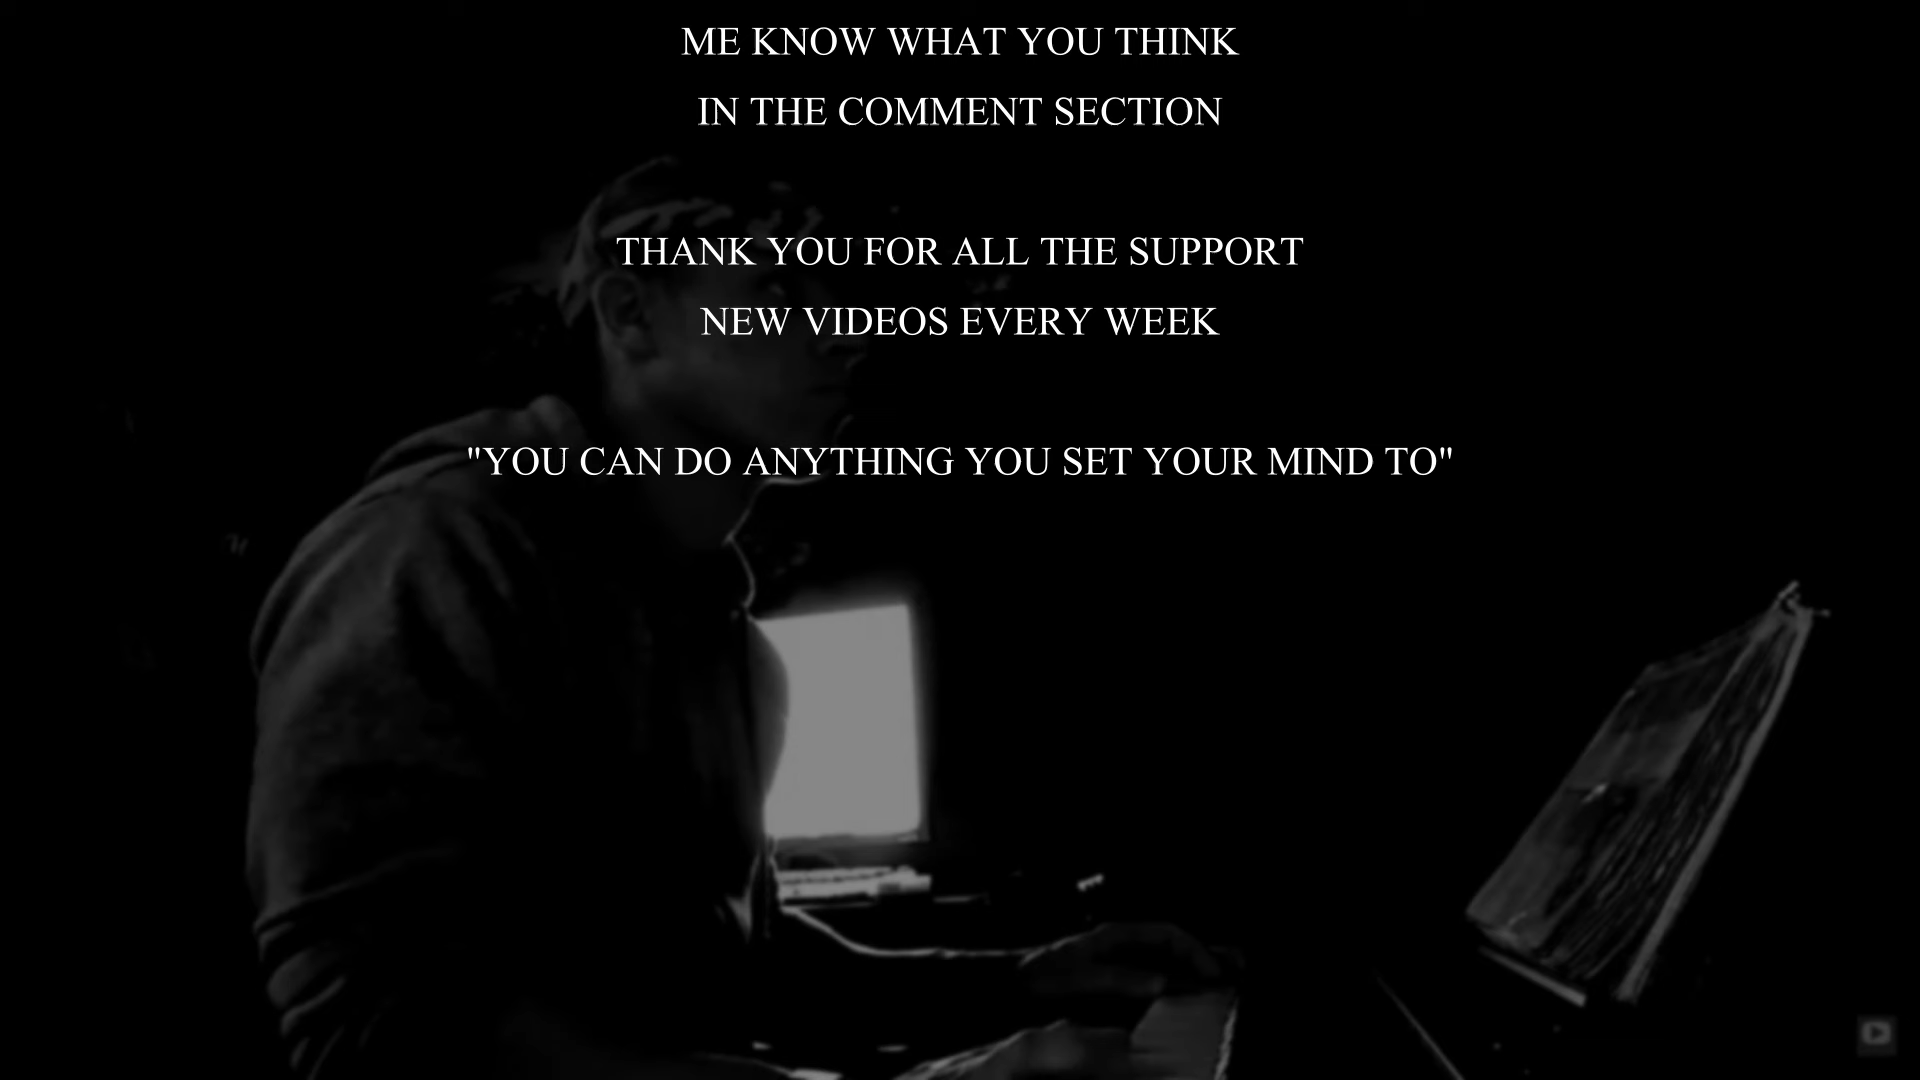 ME KNOW WHAT YOU THINK
IN THE COMMENT SECTION
THANK YOU FOR ALL THE SUPPORT
NEW VIDEOS EVERY WEEK
"YOU CAN DO ANYTHING YOU SET YOUR MIND TO"